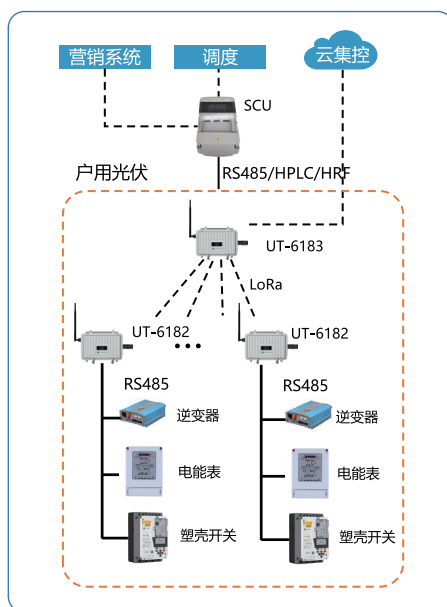 营销系统
调度
云集控
SCU
户用光伏
RS485/HPLC/HRF
UT-6183
LoRa
UT-6182
UT-6182
RS485
RS485
逆变器
逆变器
电能表
电能表
塑壳开关
塑壳开关